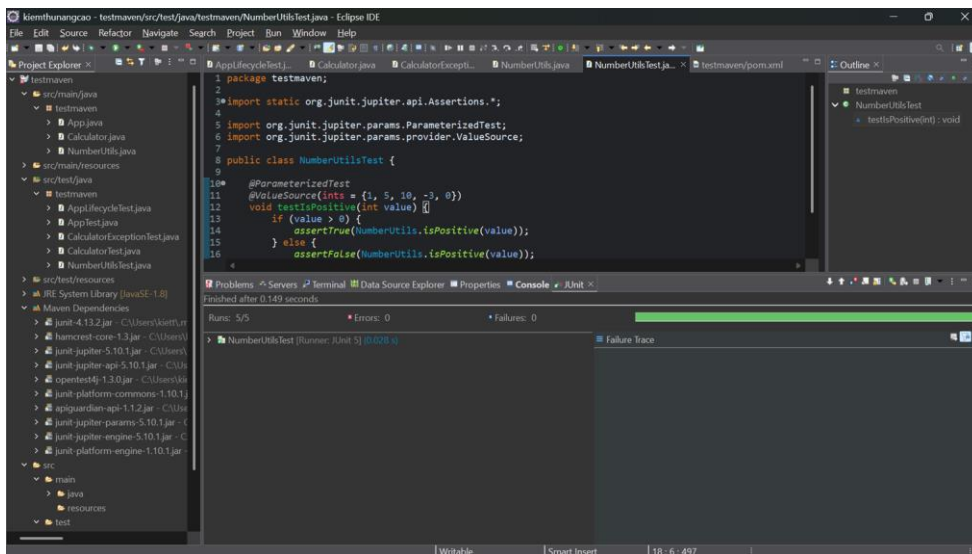 kiemthunangcao - testmaven/src/test/java/testmaven/NumberUtilsTest.java - Eclipse IDE
File Edit Source Refactor Navigate Search Project Run Window Help
Project Explorer
testmaven
src/main/java
testmaven
App.java
Calculator.java
NumberUtils.java
src/main/resources
src/test/java
testmaven
AppLifecycleTest.java
AppTest.java
CalculatorExceptionTest.java
CalculatorTest.java
NumberUtilsTest.java
src/test/resources
JRE System Library [JavaSE-1.8]
Maven Dependencies
junit-4.13.2.jar - C:\Users\kiett\.m
hamcrest-core-1.3.jar - C:\Users\
junit-jupiter-5.10.1.jar - C:\Users\
junit-jupiter-api-5.10.1.jar - C:\Us
opentest4j-1.3.0.jar - C:\Users\kie
junit-platform-commons-1.10.1.j
apiguardian-api-1.1.2.jar - C:\Use
junit-jupiter-params-5.10.1.jar - C
junit-jupiter-engine-5.10.1.jar - C
junit-platform-engine-1.10.1.jar -
src
main
java
resources
test
AppLifecycleTest.j... Calculator.java CalculatorExcepti... NumberUtils.java NumberUtilsTest.ja... testmaven/pom.xml
1 package testmaven;
2
3 import static org.junit.jupiter.api.Assertions.*;
4
5 import org.junit.jupiter.params.ParameterizedTest;
6 import org.junit.jupiter.params.provider.ValueSource;
7
8 public class NumberUtilsTest {
9
10 @ParameterizedTest
11 @ValueSource(ints = {1, 5, 10, -3, 0})
12 void testIsPositive(int value) {
13 if (value > 0) {
14 assertTrue(NumberUtils.isPositive(value));
15 } else {
16 assertFalse(NumberUtils.isPositive(value));
Outline
testmaven
NumberUtilsTest
testIsPositive(int) : void
Problems Servers Terminal Data Source Explorer Properties Console JUnit
Finished after 0.149 seconds
Runs: 5/5 Errors: 0 Failures: 0
NumberUtilsTest [Runner: JUnit 5] (0.028 s)
Failure Trace
Writable Smart Insert 18 : 6 : 497